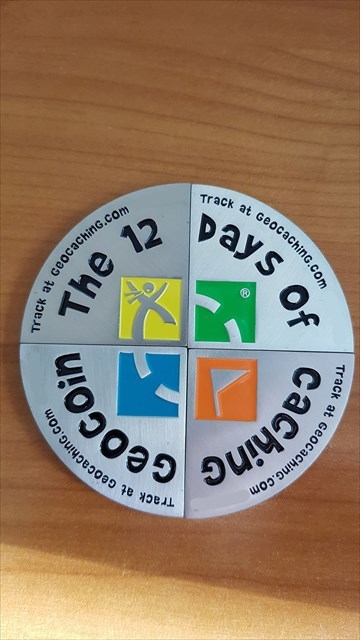 Track at Geocaching.com
The 12
Track at Geocaching.com
Days Of
®
Track at Geocaching.com
Caching
Track at Geocaching.com
Geocoin